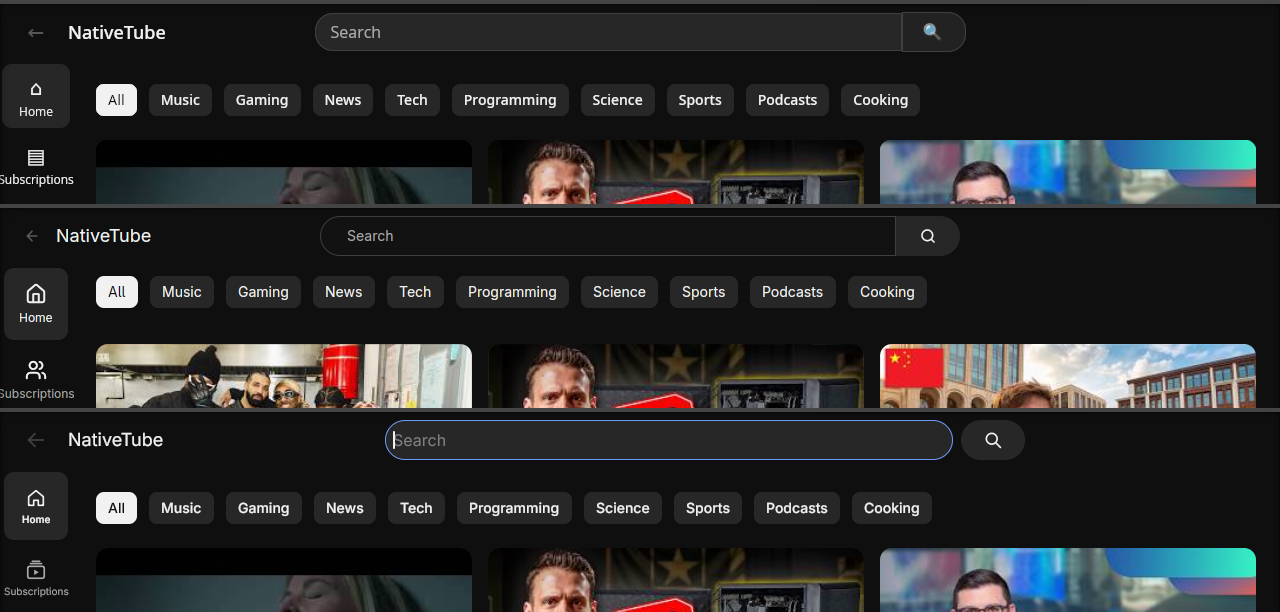 ← NativeTube Search
All Music Gaming News Tech Programming Science Sports Podcasts Cooking
Home
Subscriptions
← NativeTube Search
All Music Gaming News Tech Programming Science Sports Podcasts Cooking
Home
Subscriptions
← NativeTube Search
All Music Gaming News Tech Programming Science Sports Podcasts Cooking
Home
Subscriptions